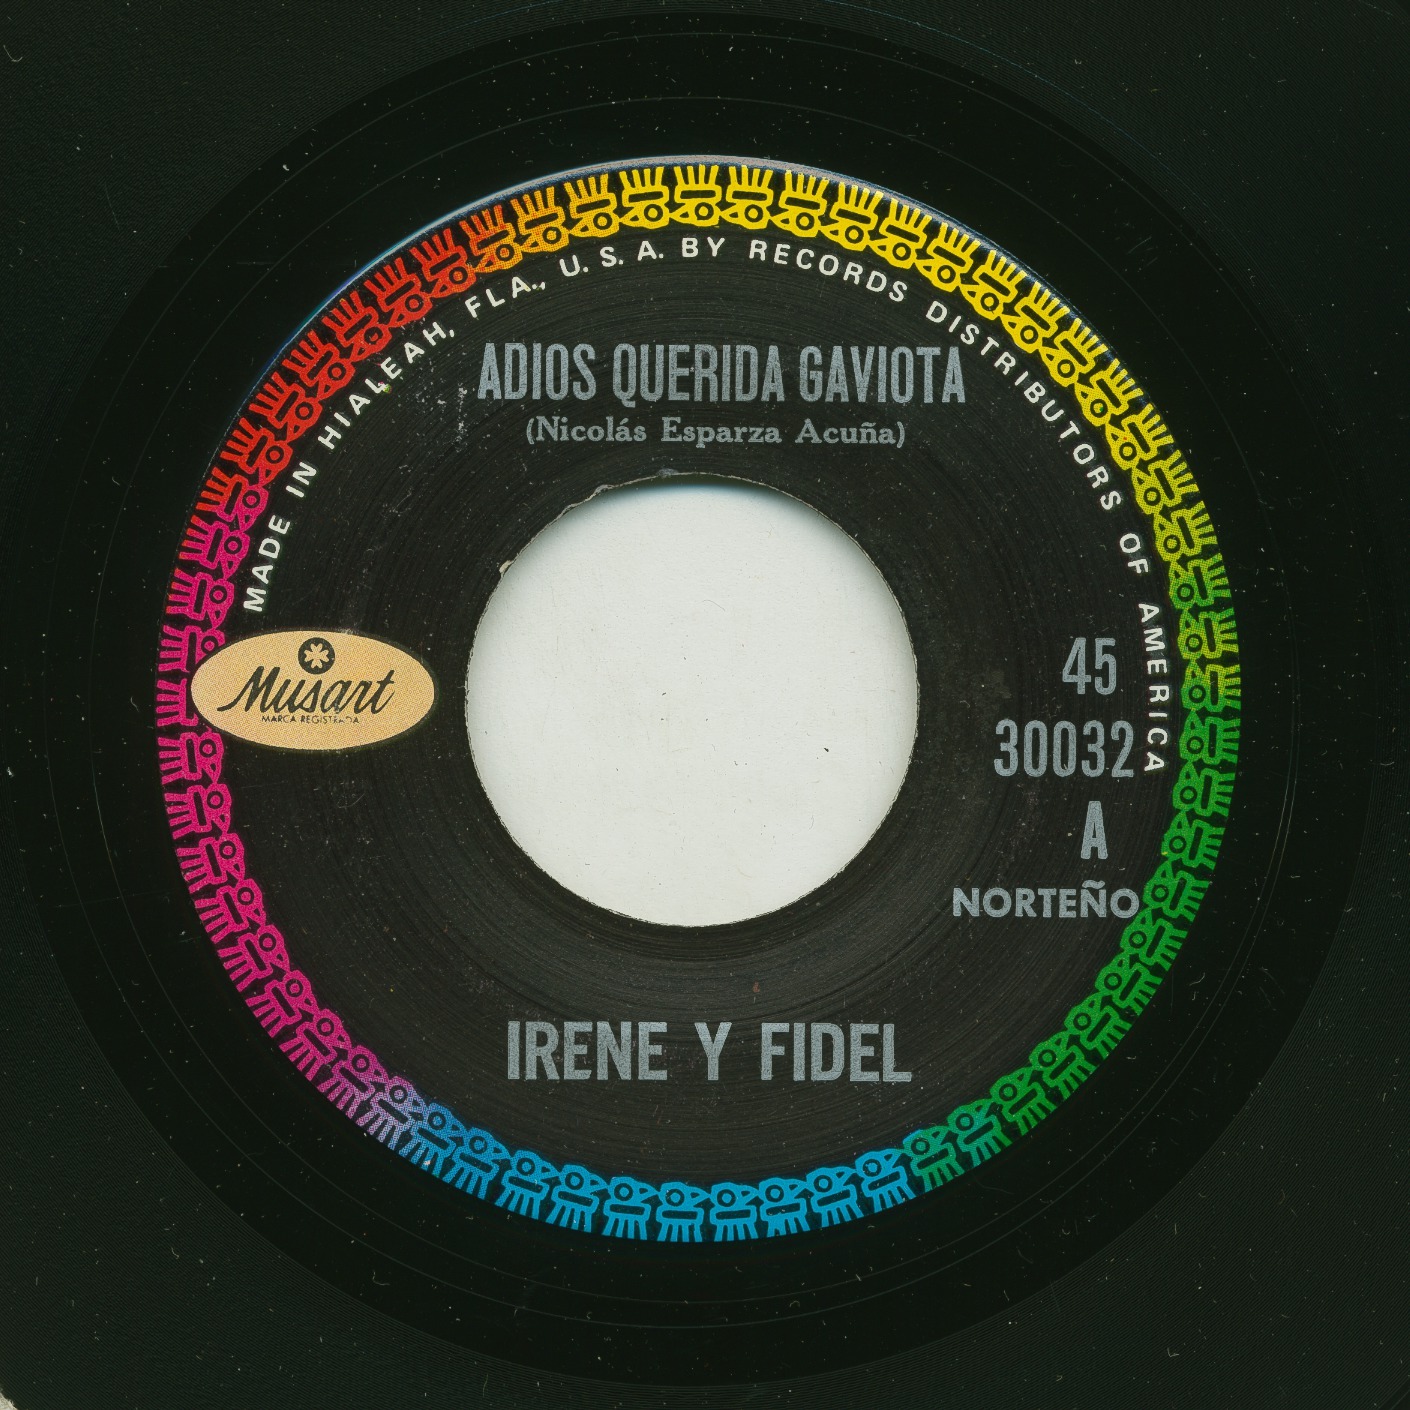 MADE IN HIALEAH, FLA., U. S. A. BY RECORDS DISTRIBUTORS OF AMERICA
ADIOS QUERIDA GAVIOTA
(Nicolás Esparza Acuña)
Musart
MARCA REGISTRADA
45
30032
A
NORTEÑO
IRENE Y FIDEL